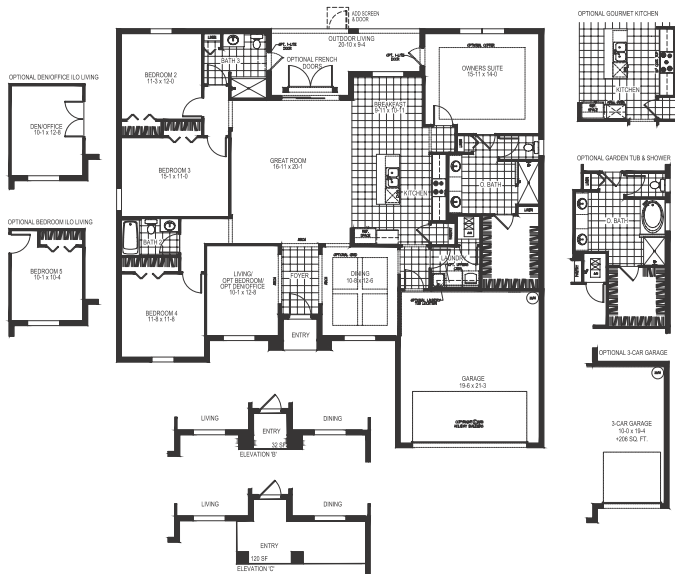 ADD SCREEN
& DOOR
OUTDOOR LIVING
20-10 x 9-4
OPTIONAL FRENCH
DOORS
BEDROOM 2
11-3 x 12-0
BATH 3
OPTIONAL COFFER
OWNERS SUITE
15-11 x 14-0
BREAKFAST
9-11 x 10-11
OPTIONAL GOURMET KITCHEN
KITCHEN
OPTIONAL DEN/OFFICE ILO LIVING
DEN/OFFICE
10-1 x 12-8
BEDROOM 3
15-1 x 11-0
GREAT ROOM
16-11 x 20-1
KITCHEN
O. BATH
OPTIONAL GARDEN TUB & SHOWER
O. BATH
OPTIONAL BEDROOM ILO LIVING
BEDROOM 5
10-1 x 10-4
BATH 2
REF.
SPACE
LAUNDRY
BEDROOM 4
11-8 x 11-8
LIVING/
OPT BEDROOM/
OPT DEN/OFFICE
10-1 x 12-8
FOYER
DINING
10-8 x 12-6
ENTRY
GARAGE
19-6 x 21-3
OPTIONAL 3-CAR GARAGE
3-CAR GARAGE
10-0 x 19-4
+206 SQ. FT.
LIVING
ENTRY
32 SF
DINING
ELEVATION 'B'
LIVING
DINING
ENTRY
120 SF
ELEVATION 'C'